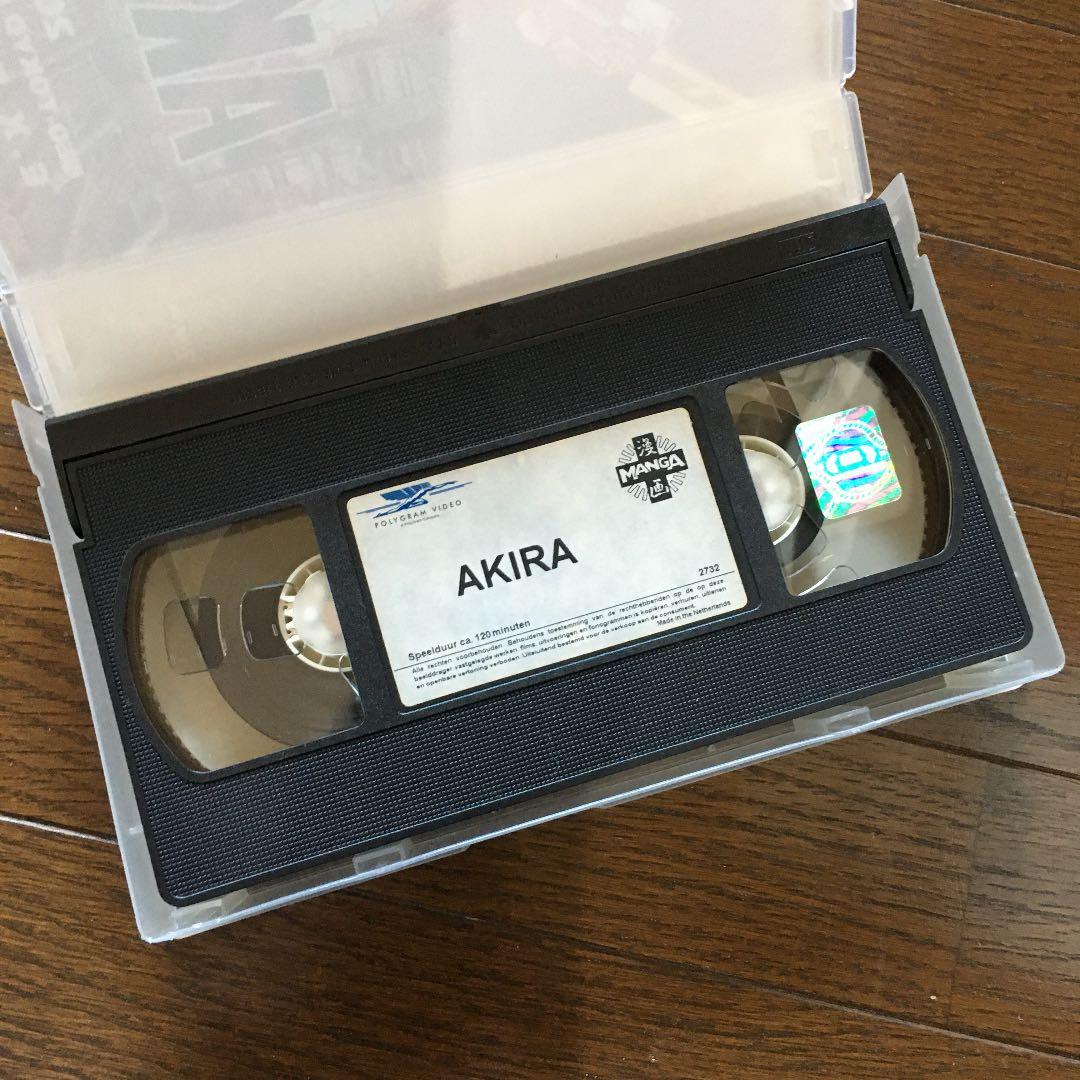 POLYGRAM VIDEO
漫
MANGA
画
AKIRA
2732
Speelduur ca. 120 minuten
Alle rechten voorbehouden. Behoudens toestemming van de rechthebbenden op de op deze
beelddrager vastgelegde werken, films, uitvoeringen en fonogrammen is kopiëren, verhuren, uitlenen
en openbare vertoning verboden. Uitsluitend bestemd voor de verkoop aan de consument.
Made in the Netherlands